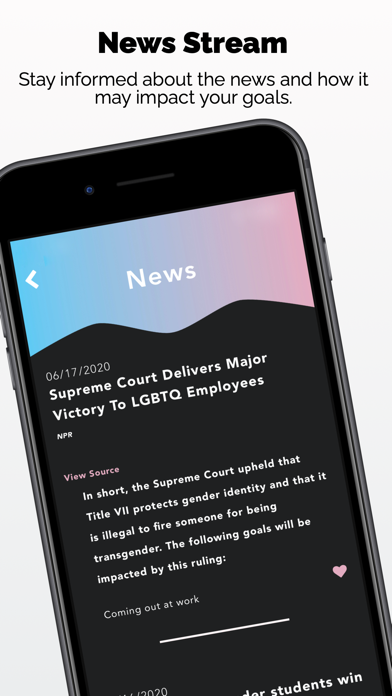 News Stream
Stay informed about the news and how it
may impact your goals.
News
06/17/2020
Supreme Court Delivers Major
Victory To LGBTQ Employees
NPR
View Source
In short, the Supreme Court upheld that
Title VII protects gender identity and that it
is illegal to fire someone for being
transgender. The following goals will be
impacted by this ruling:
Coming out at work
/2020
students win